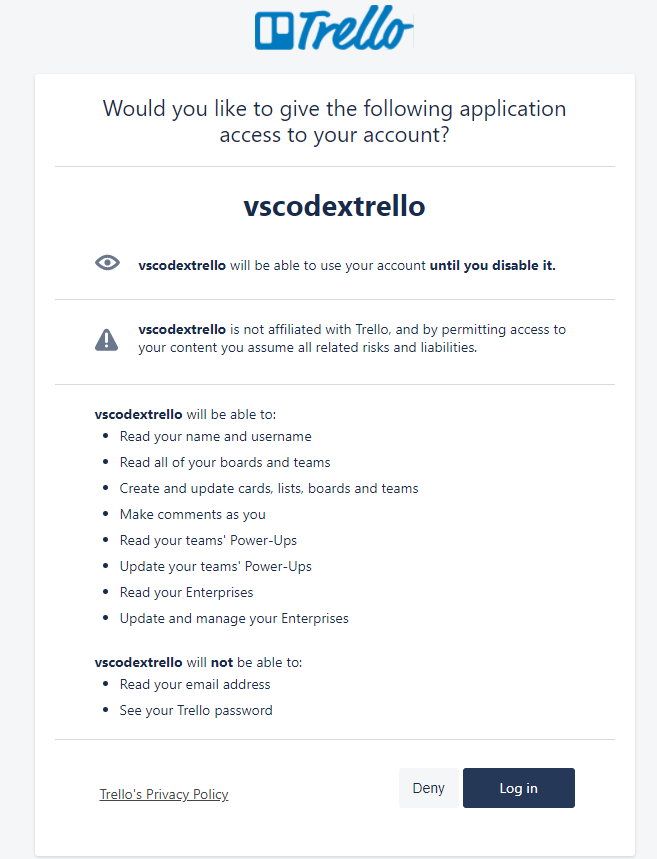 Trello
Would you like to give the following application
access to your account?
vscodextrello
vscodextrello will be able to use your account until you disable it.
vscodextrello is not affiliated with Trello, and by permitting access to
your content you assume all related risks and liabilities.
vscodextrello will be able to:
• Read your name and username
• Read all of your boards and teams
• Create and update cards, lists, boards and teams
• Make comments as you
• Read your teams' Power-Ups
• Update your teams' Power-Ups
• Read your Enterprises
• Update and manage your Enterprises
vscodextrello will not be able to:
• Read your email address
• See your Trello password
Trello's Privacy Policy
Deny
Log in